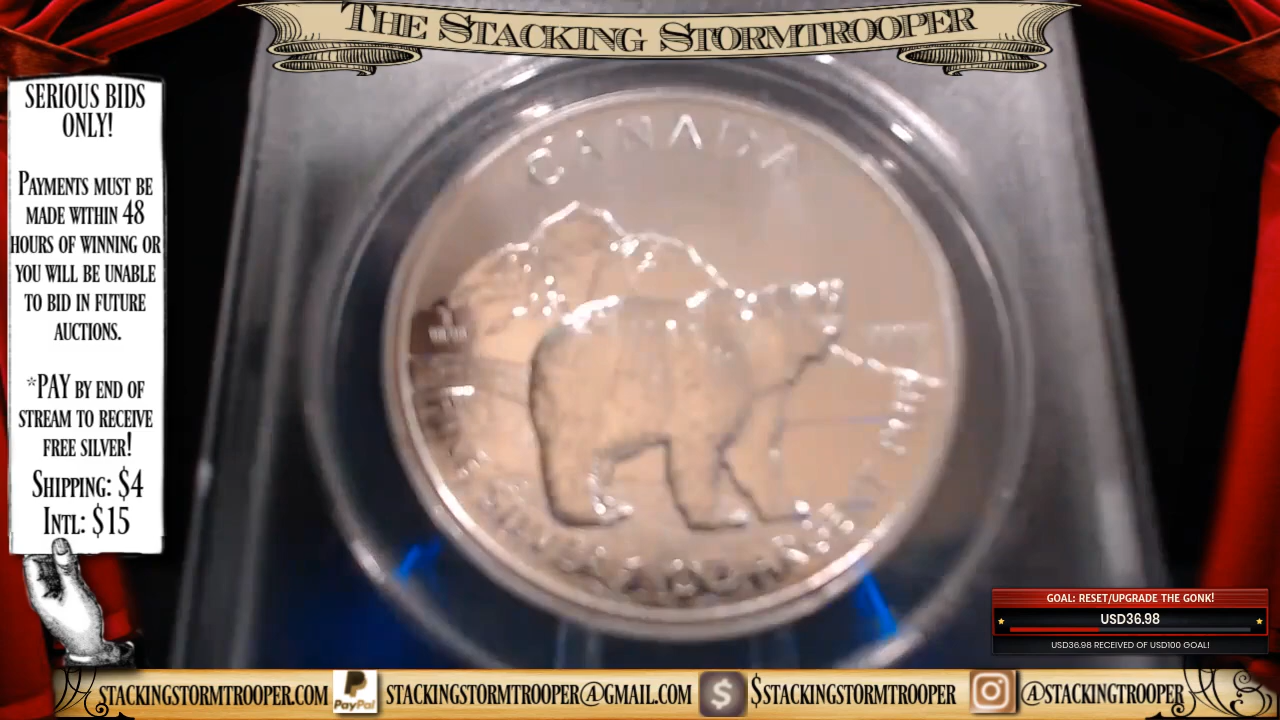 The Stacking Stormtrooper
SERIOUS BIDS
ONLY!
Payments must be
made within 48
hours of winning or
you will be unable
to bid in future
auctions.
*PAY by end of
stream to receive
free silver!
Shipping: $4
Intl: $15
CANADA
GOAL: RESET/UPGRADE THE GONK!
USD36.98
USD36.98 RECEIVED OF USD100 GOAL!
stackingstormtrooper.com
PayPal
stackingstormtrooper@gmail.com
$stackingstormtrooper
@stackingtrooper